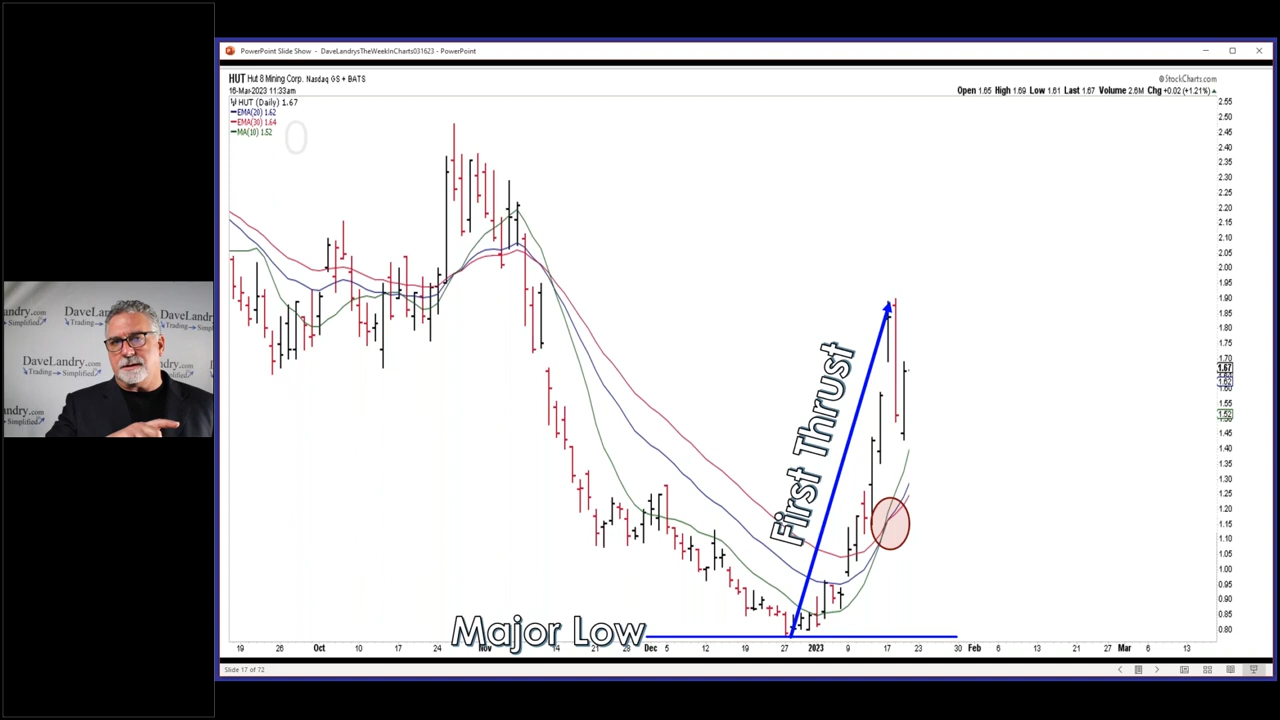 PowerPoint Slide Show - DaveLandrysTheWeekInCharts031623 - PowerPoint
HUT Hut 8 Mining Corp. Nasdaq GS + BATS
© StockCharts.com
16-Mar-2023 11:33am
Open 1.65 High 1.69 Low 1.61 Last 1.67 Volume 2.6M Chg +0.02 (+1.21%)
HUT (Daily) 1.67
EMA(20) 1.62
EMA(30) 1.64
MA(10) 1.52
2.55
2.50
2.45
2.40
2.35
2.30
2.25
2.20
2.15
2.10
2.05
2.00
1.95
1.90
1.85
1.80
1.75
1.70
1.67
1.62
1.60
1.55
1.52
1.45
1.40
1.35
1.30
1.25
1.20
1.15
1.10
1.05
1.00
0.95
0.90
0.85
0.80
First Thrust
Major Low
19 26 Oct 10 17 24 Nov 14 21 28 Dec 5 12 19 27 2023 9 17 23 30 Feb 6 13 21 27 Mar 6 13
Slide 17 of 72
DaveLandry.com
Trading Simplified